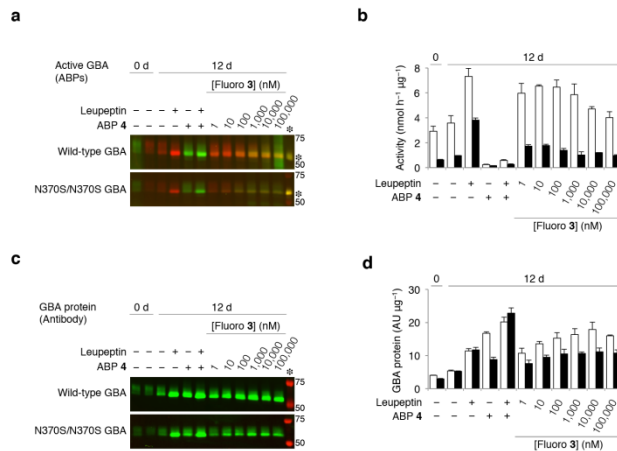 a
Active GBA
(ABPs)
0 d
12 d
[Fluoro 3] (nM)
Leupeptin – – – + – +
ABP 4 – – – – + + 1 10 100 1,000 10,000 100,000 *
Wild-type GBA
75
*
50
N370S/N370S GBA
75
*
50
b
0
12 d
Activity (nmol h⁻¹ µg⁻¹)
8
6
4
2
0
Leupeptin – – + – +
ABP 4 – – – + + 1 10 100 1,000 10,000 100,000
[Fluoro 3] (nM)
c
GBA protein
(Antibody)
0 d
12 d
[Fluoro 3] (nM)
Leupeptin – – – + – +
ABP 4 – – – – + + 1 10 100 1,000 10,000 100,000 *
Wild-type GBA
75
50
N370S/N370S GBA
75
50
d
0
12 d
GBA protein (AU µg⁻¹)
30
20
10
0
Leupeptin – – + – +
ABP 4 – – – + + 1 10 100 1,000 10,000 100,000
[Fluoro 3] (nM)